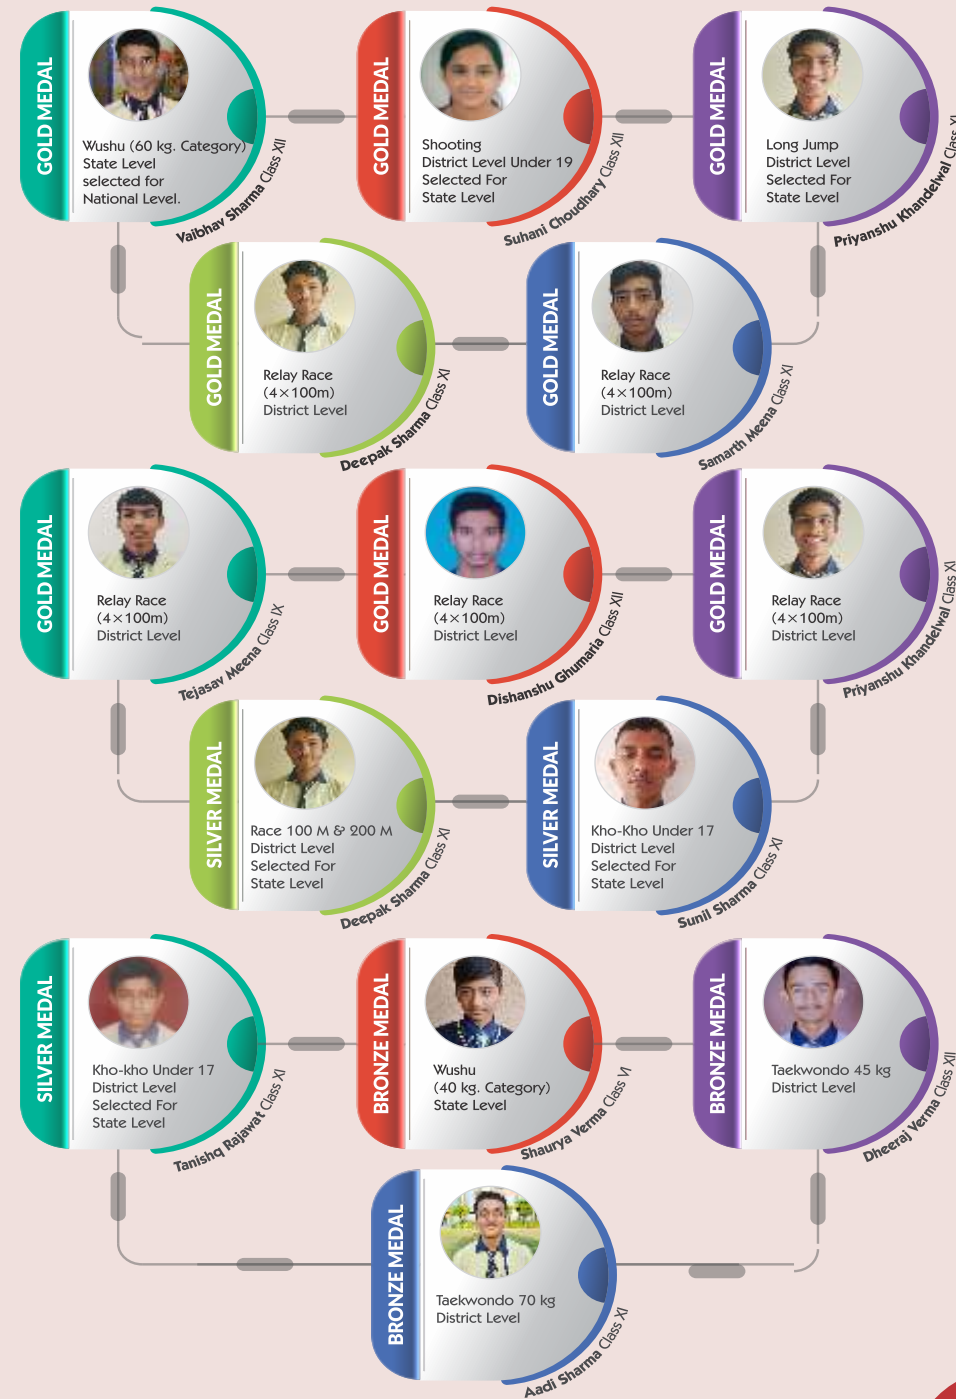 GOLD MEDAL
Wushu (60 kg. Category)
State Level
selected for
National Level.
Vaibhav Sharma Class XII
GOLD MEDAL
Shooting
District Level Under 19
Selected For
State Level
Suhani Choudhary Class XII
GOLD MEDAL
Long Jump
District Level
Selected For
State Level
Priyanshu Khandelwal Class XI
GOLD MEDAL
Relay Race
(4×100m)
District Level
Deepak Sharma Class XI
GOLD MEDAL
Relay Race
(4×100m)
District Level
Samarth Meena Class XI
GOLD MEDAL
Relay Race
(4×100m)
District Level
Tejasav Meena Class IX
GOLD MEDAL
Relay Race
(4×100m)
District Level
Dishanshu Ghumaria Class XII
GOLD MEDAL
Relay Race
(4×100m)
District Level
Priyanshu Khandelwal Class XI
SILVER MEDAL
Race 100 M & 200 M
District Level
Selected For
State Level
Deepak Sharma Class XI
SILVER MEDAL
Kho-Kho Under 17
District Level
Selected For
State Level
Sunil Sharma Class XI
SILVER MEDAL
Kho-kho Under 17
District Level
Selected For
State Level
Tanishq Rajawat Class XI
BRONZE MEDAL
Wushu
(40 kg. Category)
State Level
Shaurya Verma Class VI
BRONZE MEDAL
Taekwondo 45 kg
District Level
Dheeraj Verma Class XII
BRONZE MEDAL
Taekwondo 70 kg
District Level
Aadi Sharma Class XI